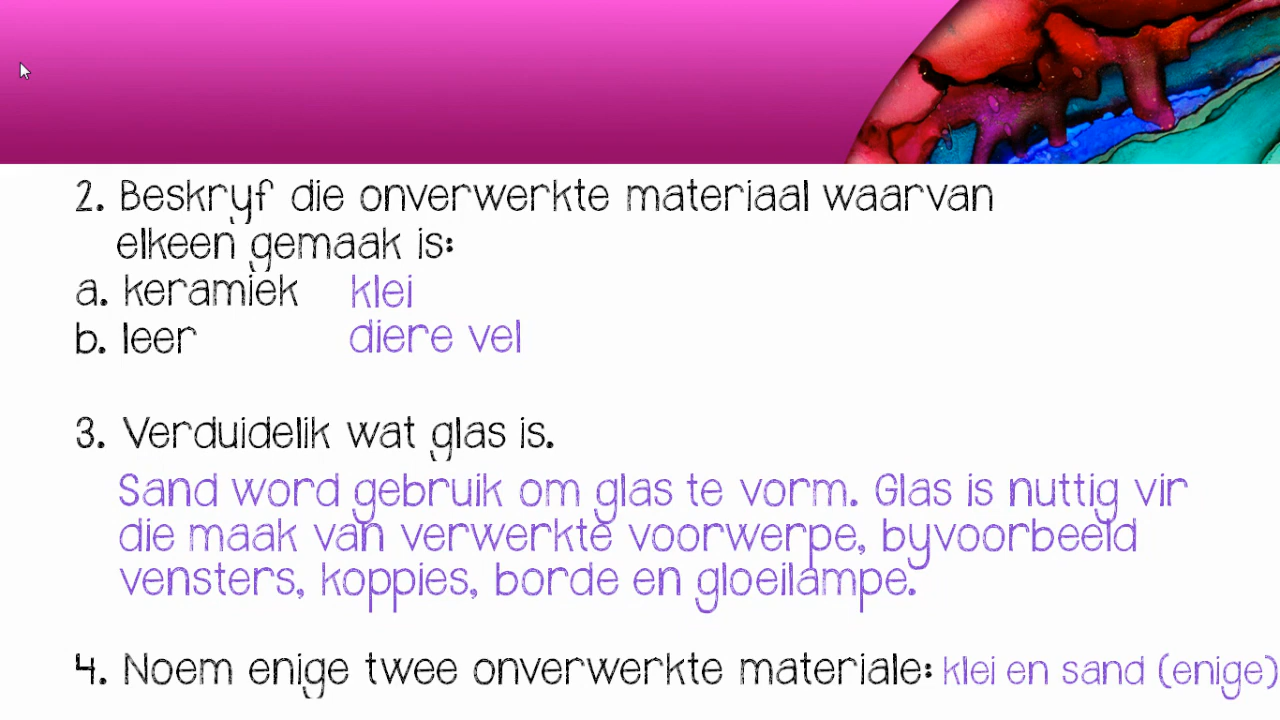 2. Beskryf die onverwerkte materiaal waarvan
elkeen gemaak is:
a. keramiek klei
b. leer diere vel
3. Verduidelik wat glas is.
Sand word gebruik om glas te vorm. Glas is nuttig vir
die maak van verwerkte voorwerpe, byvoorbeeld
vensters, koppies, borde en gloeilampe.
4. Noem enige twee onverwerkte materiale: klei en sand (enige)